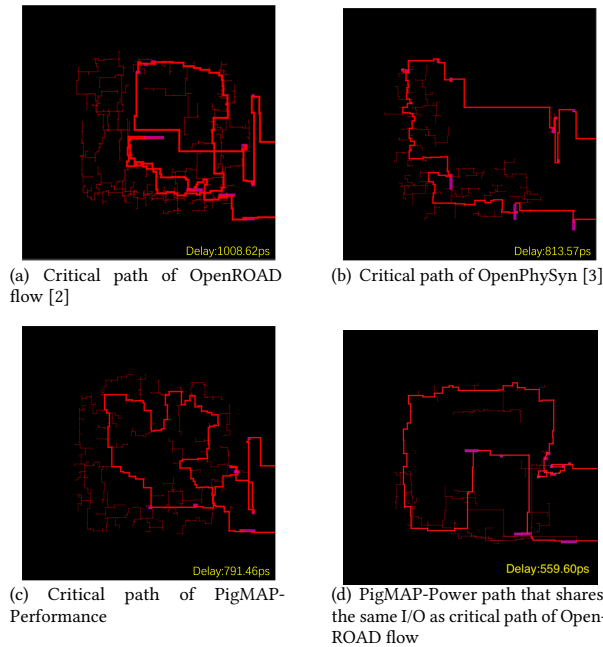 Delay:1008.62ps
Delay:813.57ps
(a) Critical path of OpenROAD
flow [2]
(b) Critical path of OpenPhySyn [3]
Delay:791.46ps
Delay:559.60ps
(c) Critical path of PigMAP-
Performance
(d) PigMAP-Power path that shares
the same I/O as critical path of Open-
ROAD flow